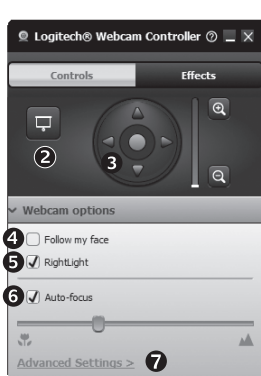 Logitech® Webcam Controller
Controls Effects
2
3
Webcam options
4 Follow my face
5 RightLight
6 Auto-focus
Advanced Settings > 7